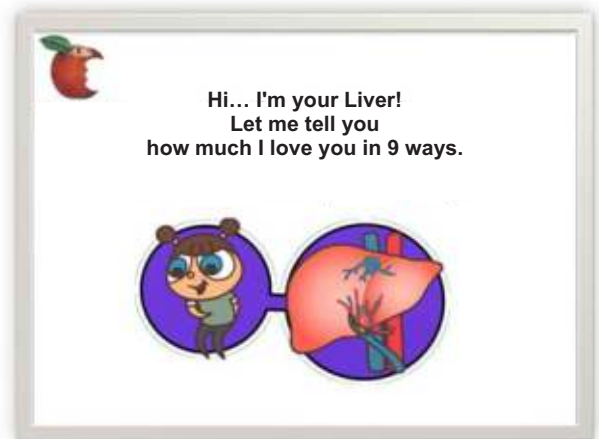 Hi… I'm your Liver!
Let me tell you
how much I love you in 9 ways.